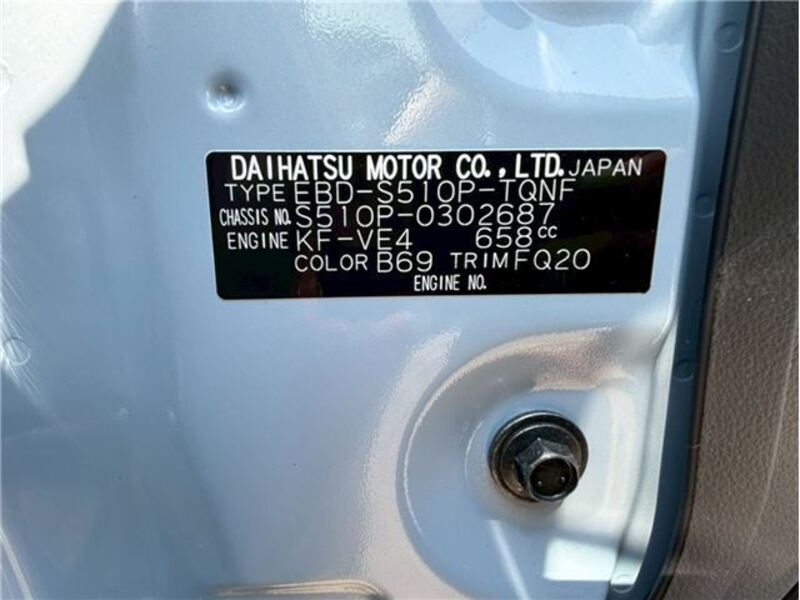 DAIHATSU MOTOR CO., LTD. JAPAN
TYPE EBD-S510P-TQNF
CHASSIS NO. S510P-0302687
ENGINE KF-VE4 658cc
COLOR B69 TRIM FQ20
ENGINE NO.